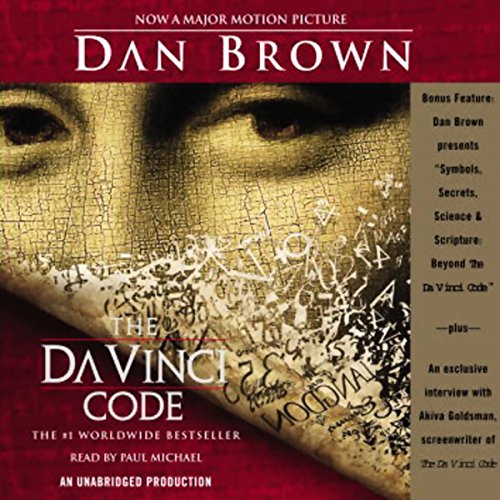 NOW A MAJOR MOTION PICTURE
DAN BROWN
Bonus Feature:
Dan Brown
presents
"Symbols,
Secrets,
Science &
Scripture:
Beyond The
Da Vinci Code"
—plus—
An exclusive
interview with
Akiva Goldsman,
screenwriter of
The Da Vinci Code
THE
DA VINCI
CODE
THE #1 WORLDWIDE BESTSELLER
READ BY PAUL MICHAEL
AN UNABRIDGED PRODUCTION